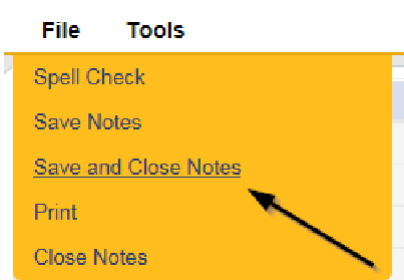 File Tools
Spell Check
Save Notes
Save and Close Notes
Print
Close Notes